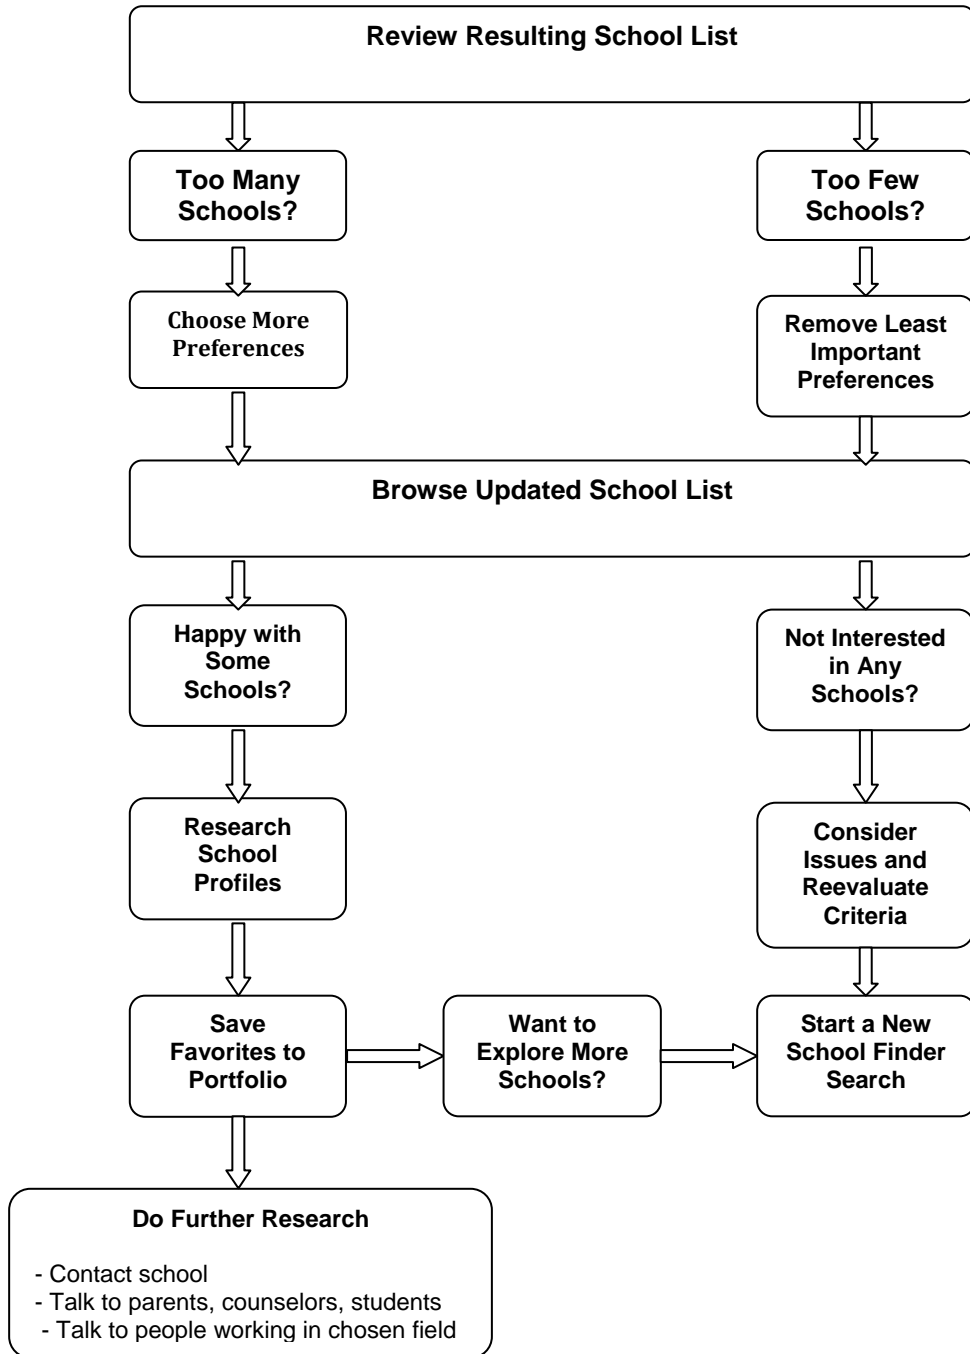 Review Resulting School List
Too Many
Schools?
Too Few
Schools?
Choose More
Preferences
Remove Least
Important
Preferences
Browse Updated School List
Happy with
Some
Schools?
Not Interested
in Any
Schools?
Research
School
Profiles
Consider
Issues and
Reevaluate
Criteria
Save
Favorites to
Portfolio
Want to
Explore More
Schools?
Start a New
School Finder
Search
Do Further Research
- Contact school
- Talk to parents, counselors, students
- Talk to people working in chosen field